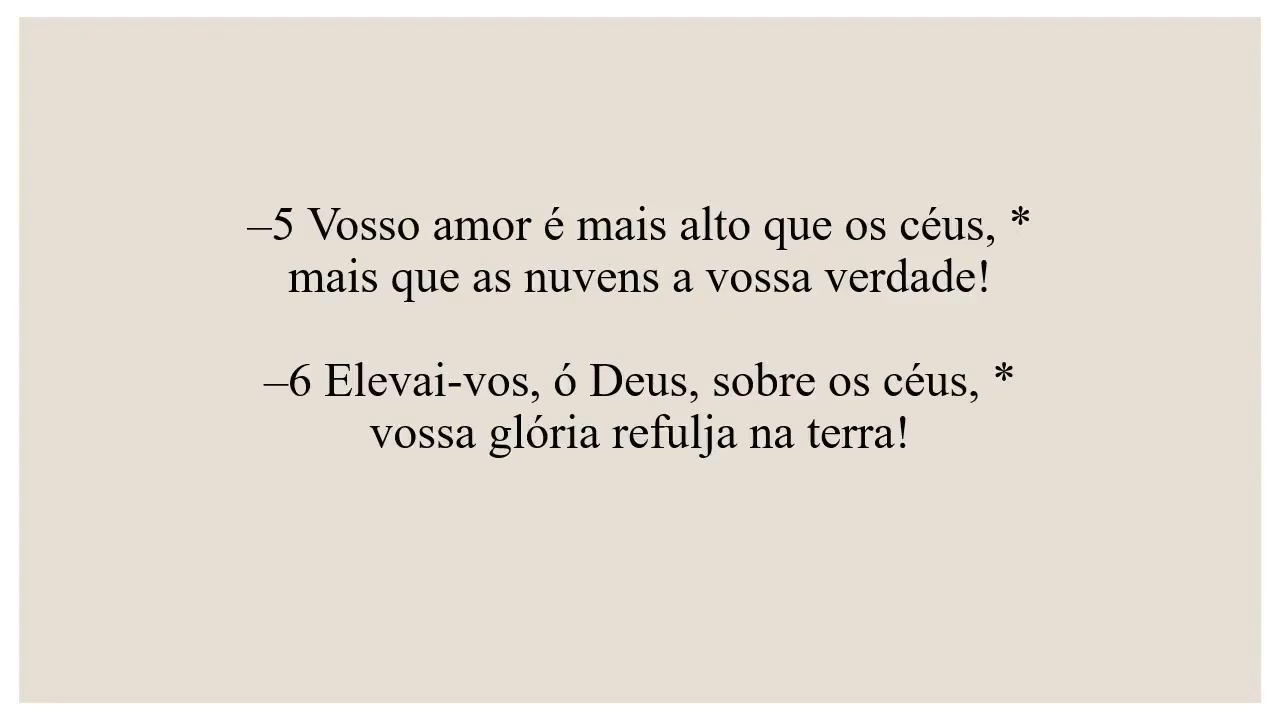 –5 Vosso amor é mais alto que os céus, *
mais que as nuvens a vossa verdade!
–6 Elevai-vos, ó Deus, sobre os céus, *
vossa glória refulja na terra!